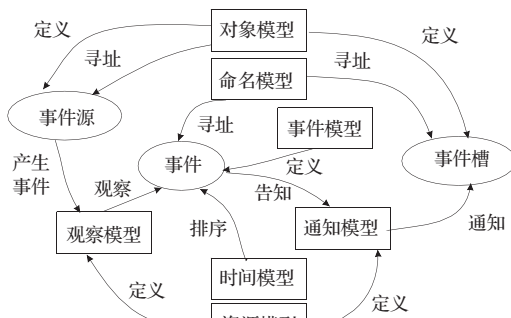 定义
对象模型
定义
寻址
命名模型
寻址
事件源
寻址
事件模型
事件
事件槽
产生
事件
观察
定义
告知
观察模型
排序
通知模型
通知
时间模型
定义
定义